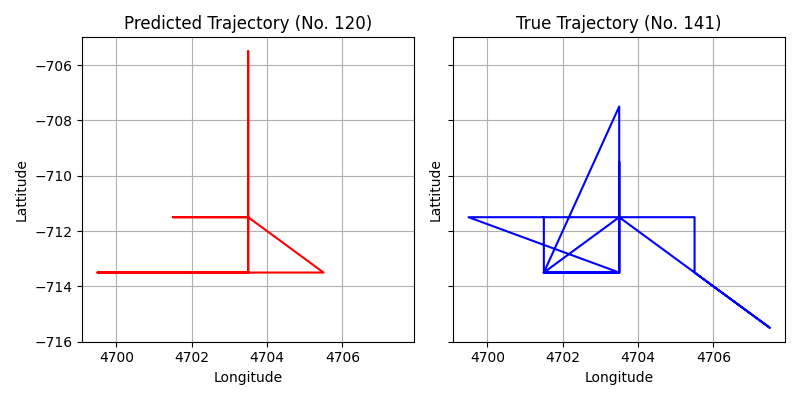 Predicted Trajectory (No. 120)
True Trajectory (No. 141)
Lattitude
−706
−708
−710
−712
−714
−716
4700
4702
4704
4706
Longitude
Lattitude
4700
4702
4704
4706
Longitude